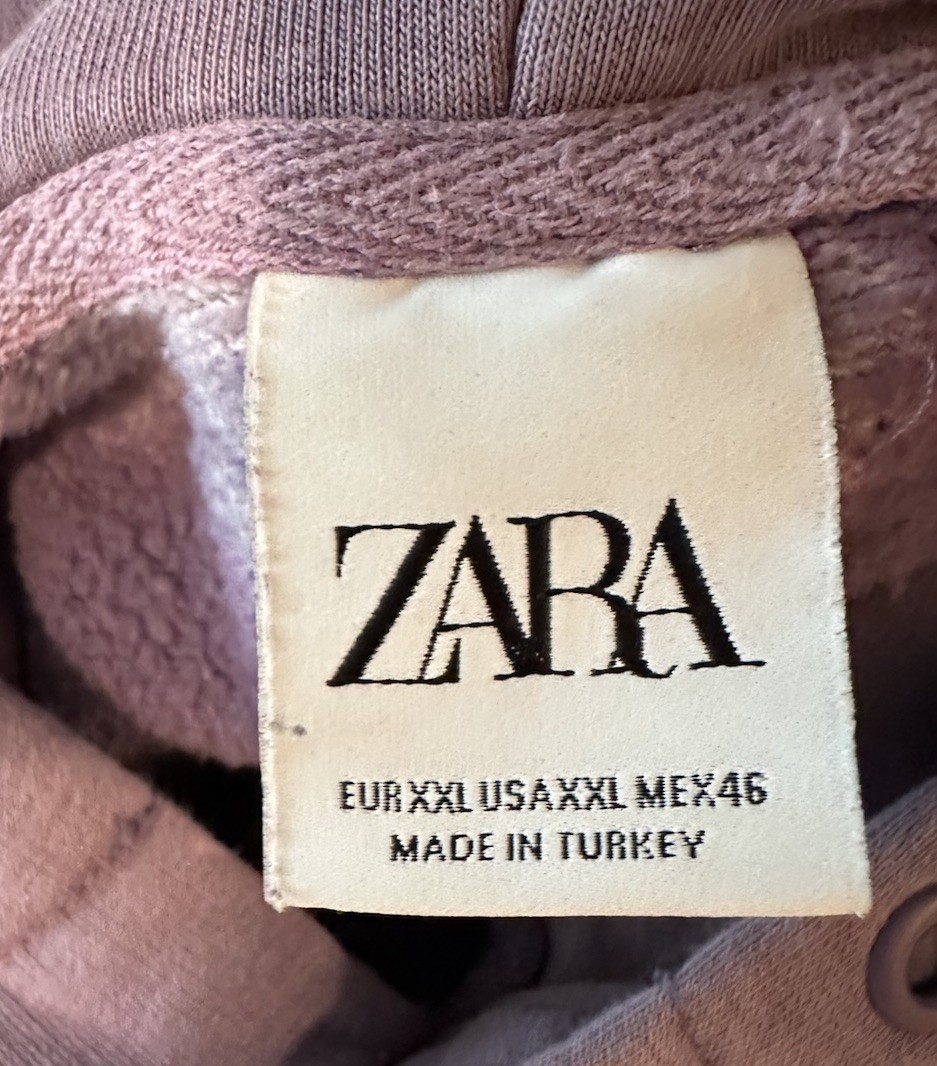 ZARA
EUR XXL USA XXL MEX 46
MADE IN TURKEY